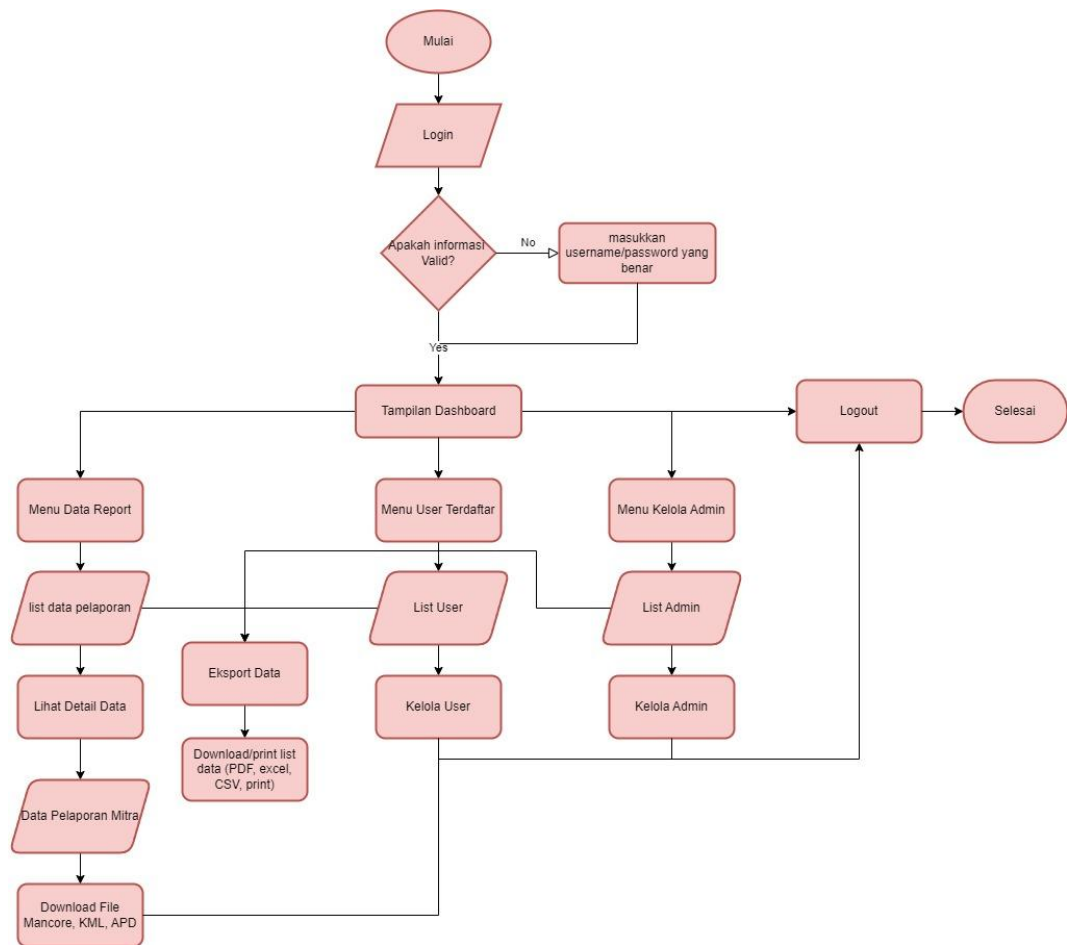 Mulai
Login
Apakah informasi
Valid?
No
masukkan
username/password yang
benar
Yes
Tampilan Dashboard
Logout
Selesai
Menu Data Report
Menu User Terdaftar
Menu Kelola Admin
list data pelaporan
List User
List Admin
Eksport Data
Lihat Detail Data
Kelola User
Kelola Admin
Download/print list
data (PDF, excel,
CSV, print)
Data Pelaporan Mitra
Download File
Mancore, KML, APD